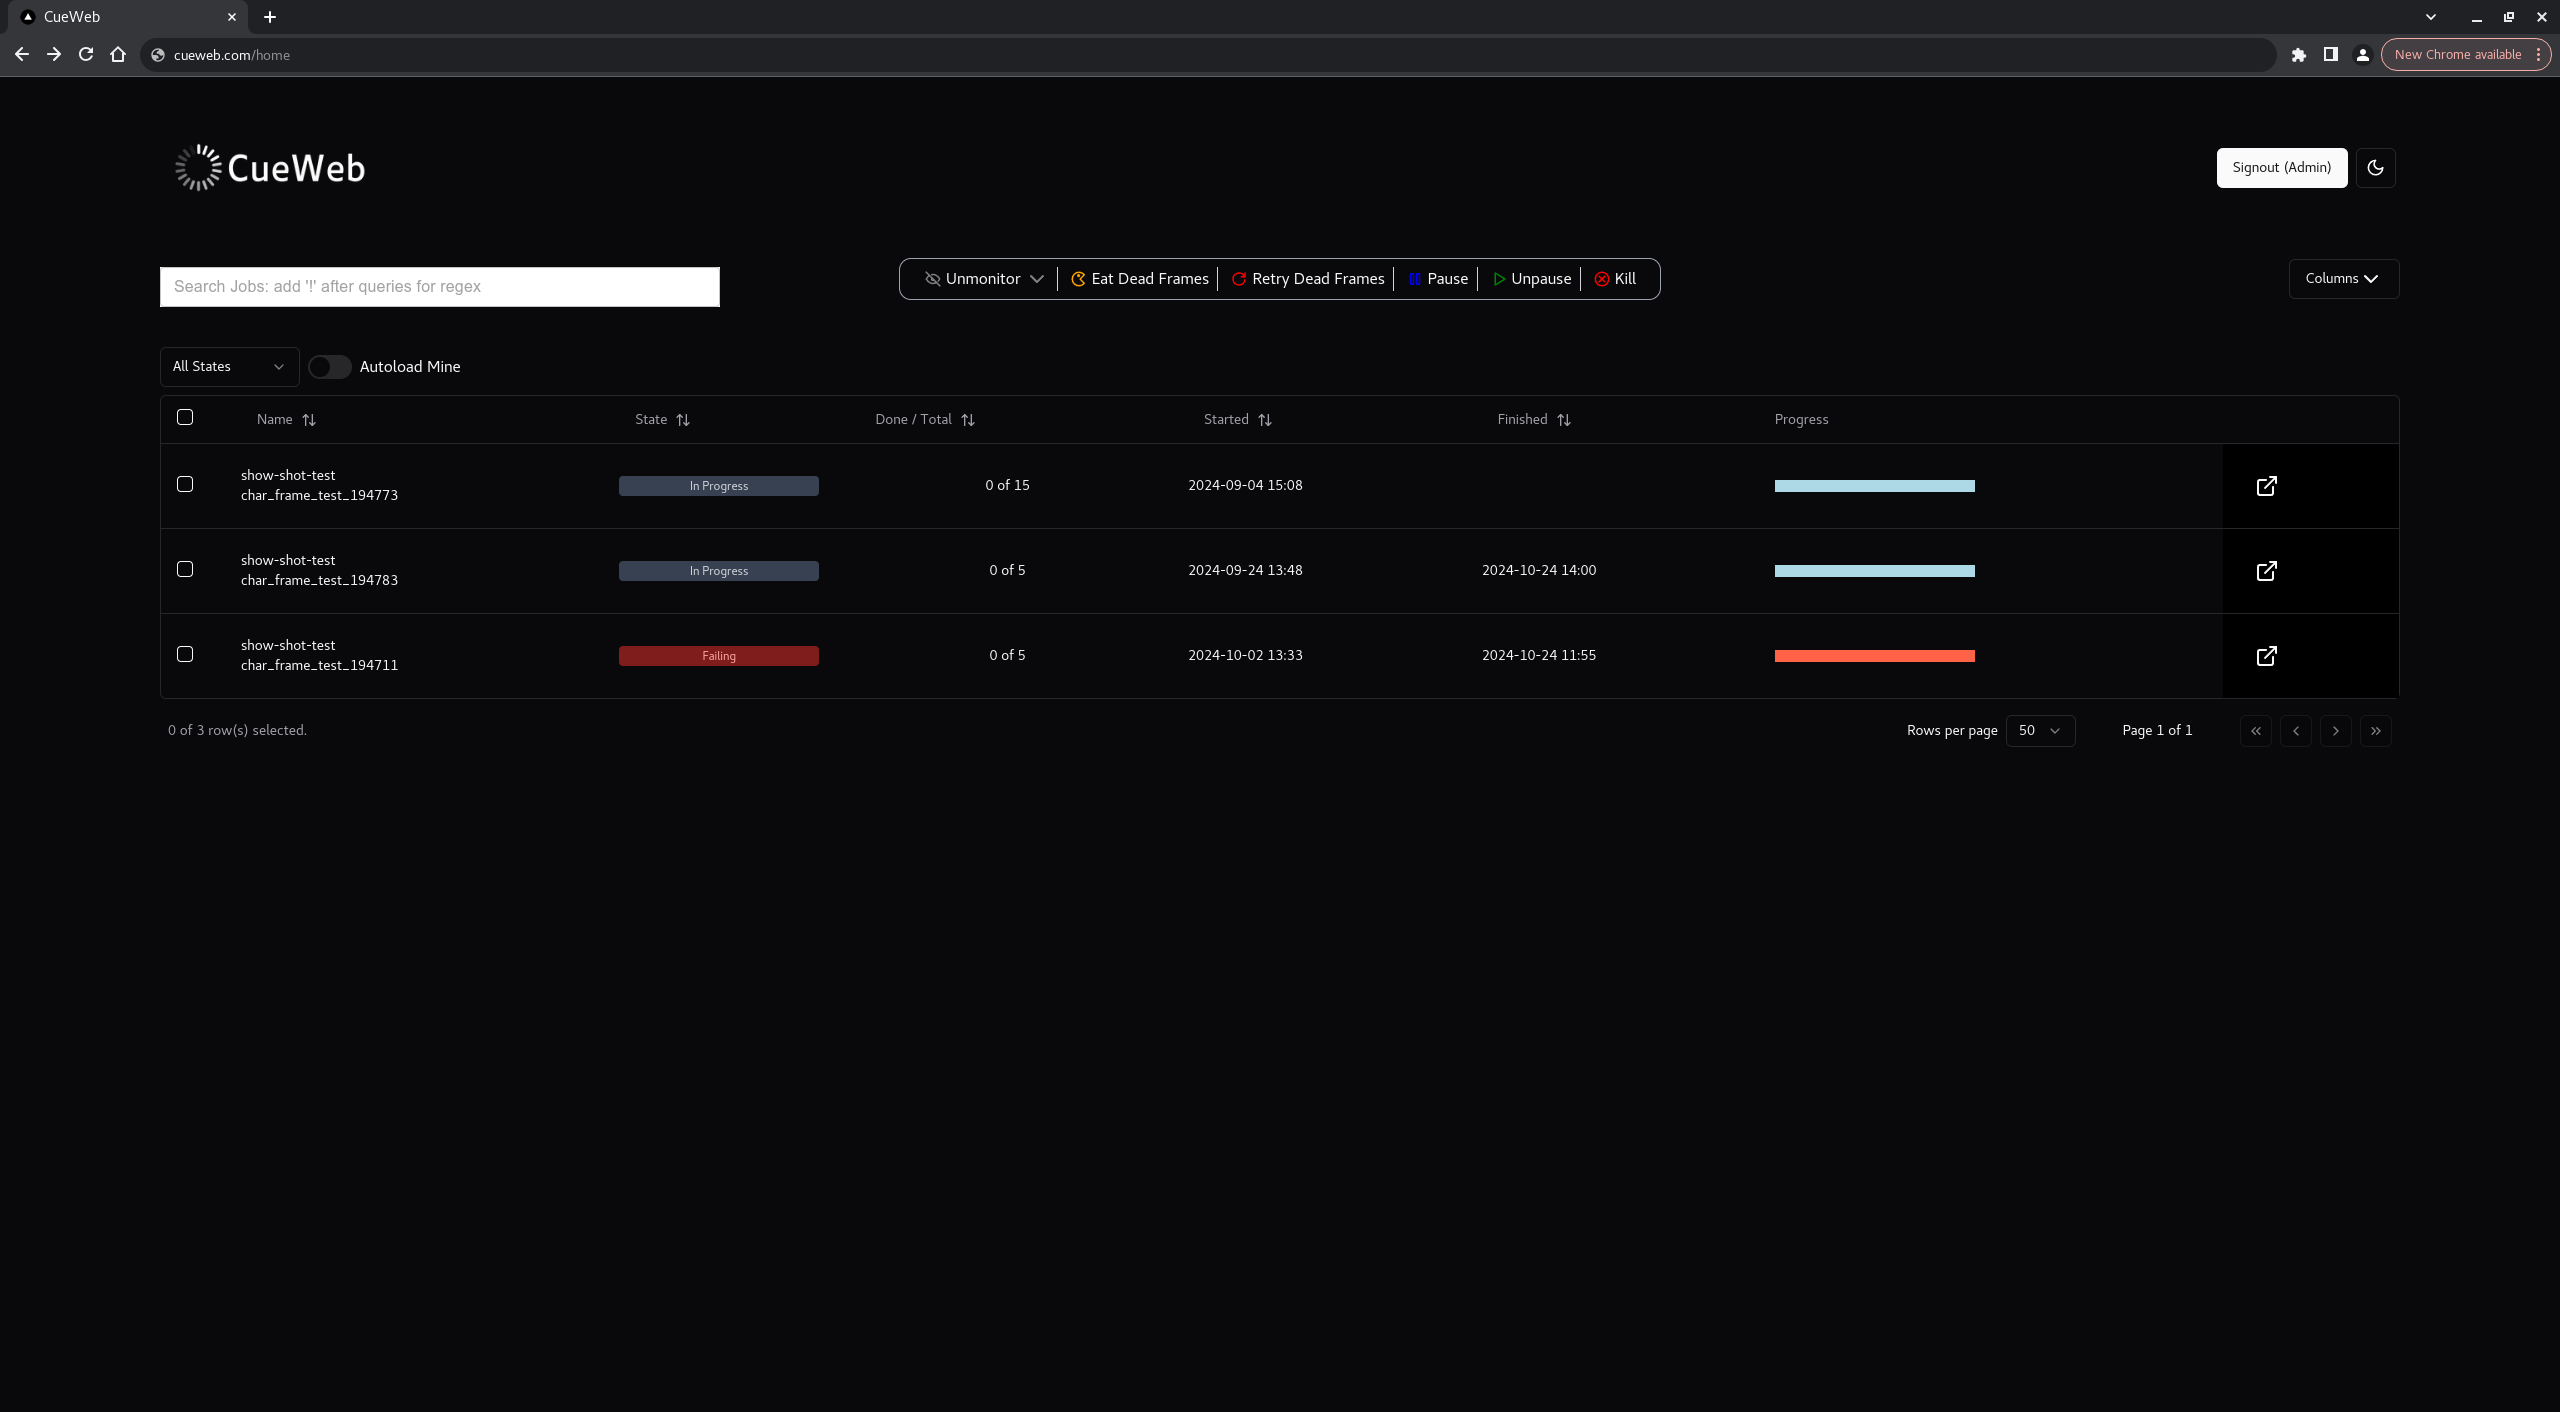 CueWeb
cueweb.com/home
New Chrome available
CueWeb
Signout (Admin)
Search Jobs: add '!' after queries for regex
Unmonitor Eat Dead Frames Retry Dead Frames Pause Unpause Kill
Columns
All States Autoload Mine
Name State Done / Total Started Finished Progress
show-shot-test
char_frame_test_194773
In Progress 0 of 15 2024-09-04 15:08
show-shot-test
char_frame_test_194783
In Progress 0 of 5 2024-09-24 13:48 2024-10-24 14:00
show-shot-test
char_frame_test_194711
Failing 0 of 5 2024-10-02 13:33 2024-10-24 11:55
0 of 3 row(s) selected.
Rows per page 50 Page 1 of 1